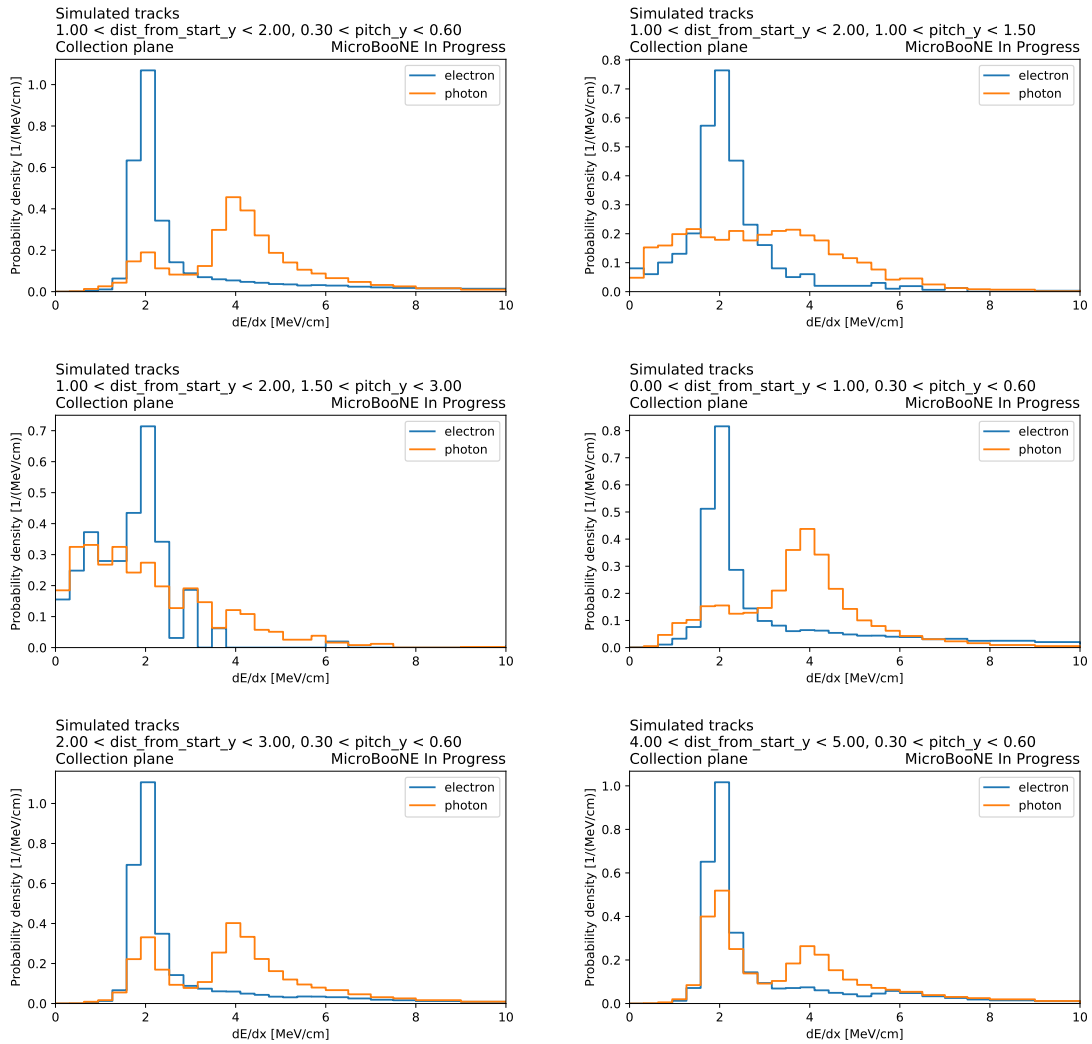 Simulated tracks
1.00 < dist_from_start_y < 2.00, 0.30 < pitch_y < 0.60
Collection plane MicroBooNE In Progress
electron
photon
Probability density [1/(MeV/cm)]
1.0
0.8
0.6
0.4
0.2
0.0
0 2 4 6 8 10
dE/dx [MeV/cm]
Simulated tracks
1.00 < dist_from_start_y < 2.00, 1.00 < pitch_y < 1.50
Collection plane MicroBooNE In Progress
electron
photon
Probability density [1/(MeV/cm)]
0.8
0.7
0.6
0.5
0.4
0.3
0.2
0.1
0.0
0 2 4 6 8 10
dE/dx [MeV/cm]
Simulated tracks
1.00 < dist_from_start_y < 2.00, 1.50 < pitch_y < 3.00
Collection plane MicroBooNE In Progress
electron
photon
Probability density [1/(MeV/cm)]
0.7
0.6
0.5
0.4
0.3
0.2
0.1
0.0
0 2 4 6 8 10
dE/dx [MeV/cm]
Simulated tracks
0.00 < dist_from_start_y < 1.00, 0.30 < pitch_y < 0.60
Collection plane MicroBooNE In Progress
electron
photon
Probability density [1/(MeV/cm)]
0.8
0.7
0.6
0.5
0.4
0.3
0.2
0.1
0.0
0 2 4 6 8 10
dE/dx [MeV/cm]
Simulated tracks
2.00 < dist_from_start_y < 3.00, 0.30 < pitch_y < 0.60
Collection plane MicroBooNE In Progress
electron
photon
Probability density [1/(MeV/cm)]
1.0
0.8
0.6
0.4
0.2
0.0
0 2 4 6 8 10
dE/dx [MeV/cm]
Simulated tracks
4.00 < dist_from_start_y < 5.00, 0.30 < pitch_y < 0.60
Collection plane MicroBooNE In Progress
electron
photon
Probability density [1/(MeV/cm)]
1.0
0.8
0.6
0.4
0.2
0.0
0 2 4 6 8 10
dE/dx [MeV/cm]